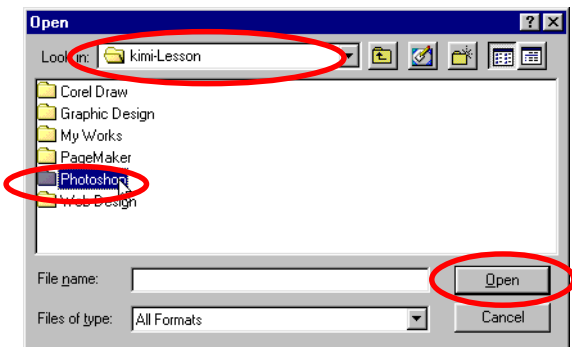 Open
Look in: kimi-Lesson
Corel Draw
Graphic Design
My Works
PageMaker
Photoshop
Web Design
File name: Open
Files of type: All Formats Cancel